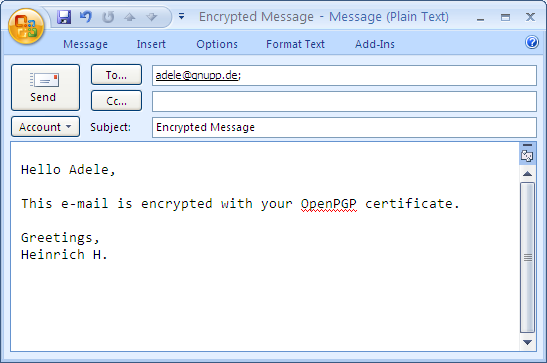 Encrypted Message - Message (Plain Text)
Message Insert Options Format Text Add-Ins
To... adele@gnupp.de;
Send
Cc...
Account Subject: Encrypted Message
Hello Adele,
This e-mail is encrypted with your OpenPGP certificate.
Greetings,
Heinrich H.